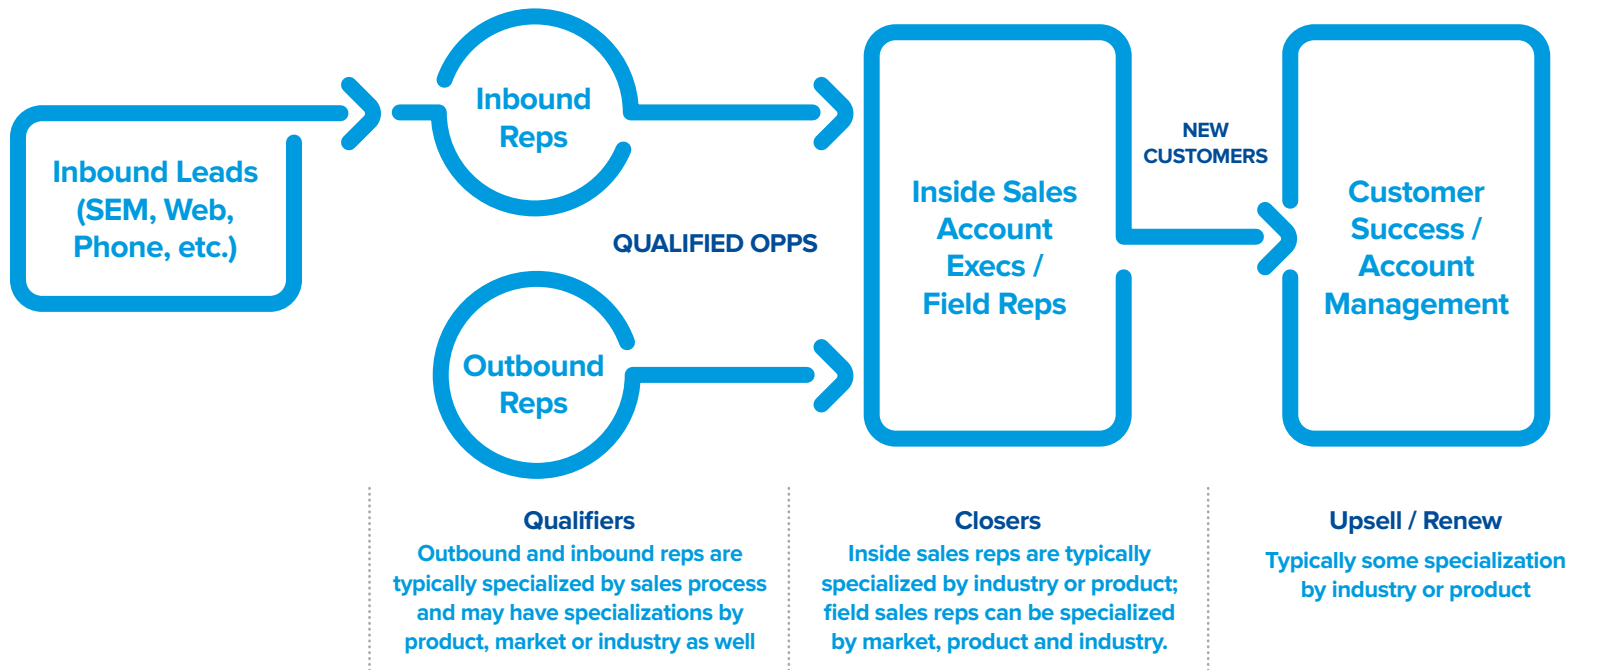 Inbound Leads
(SEM, Web,
Phone, etc.)
Inbound
Reps
QUALIFIED OPPS
Outbound
Reps
Inside Sales
Account
Execs /
Field Reps
NEW
CUSTOMERS
Customer
Success /
Account
Management
Qualifiers
Outbound and inbound reps are
typically specialized by sales process
and may have specializations by
product, market or industry as well
Closers
Inside sales reps are typically
specialized by industry or product;
field sales reps can be specialized
by market, product and industry.
Upsell / Renew
Typically some specialization
by industry or product